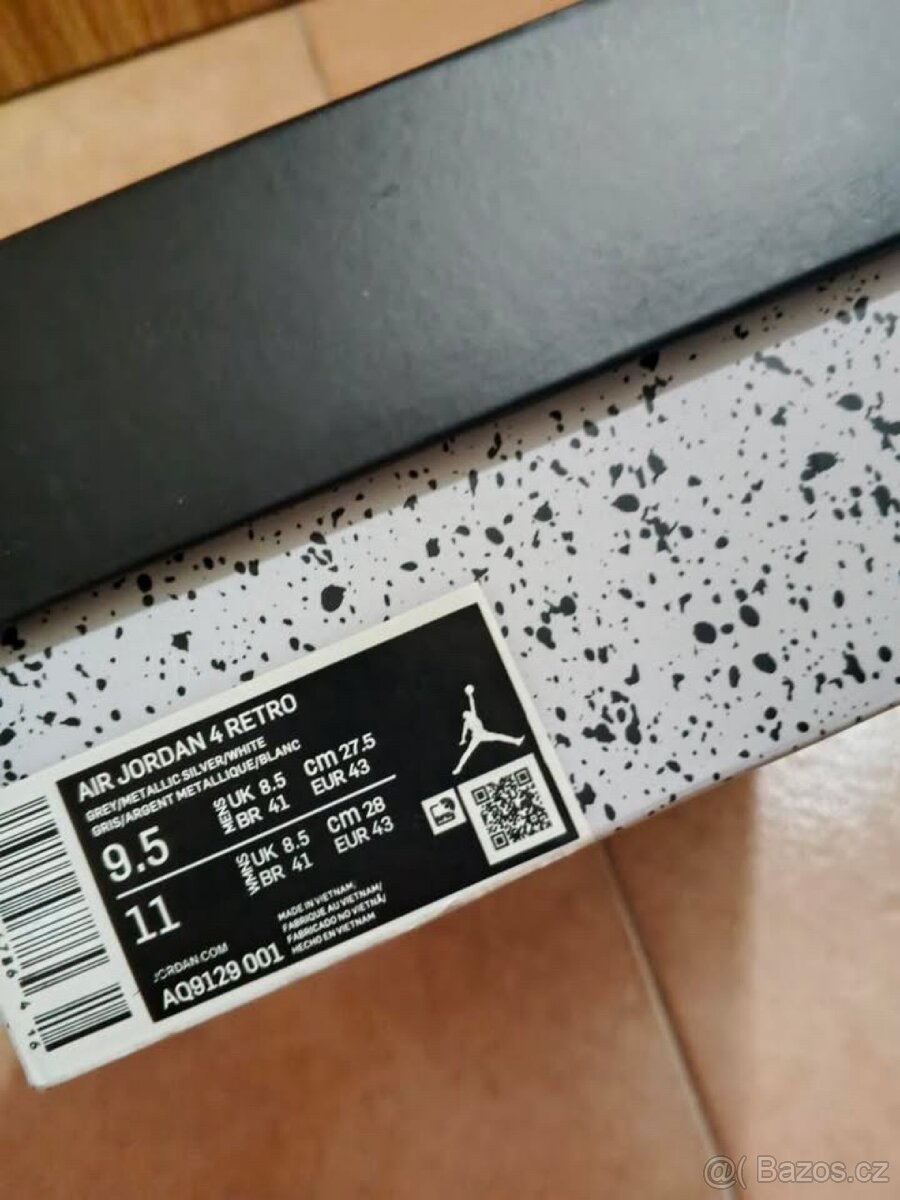 AIR JORDAN 4 RETRO
GREY/METALLIC SILVER/WHITE
GRIS/ARGENT METALLIQUE/BLANC
9.5 MENS UK 8.5 cm 27.5
BR 41 EUR 43
11 WMNS UK 8.5 cm 28
BR 41 EUR 43
MADE IN VIETNAM/
FABRIQUE AU VIETNAM/
FABRICADO NO VIETNÃ/
HECHO EN VIETNAM
JORDAN.COM
AQ9129 001
@( Bazos.cz